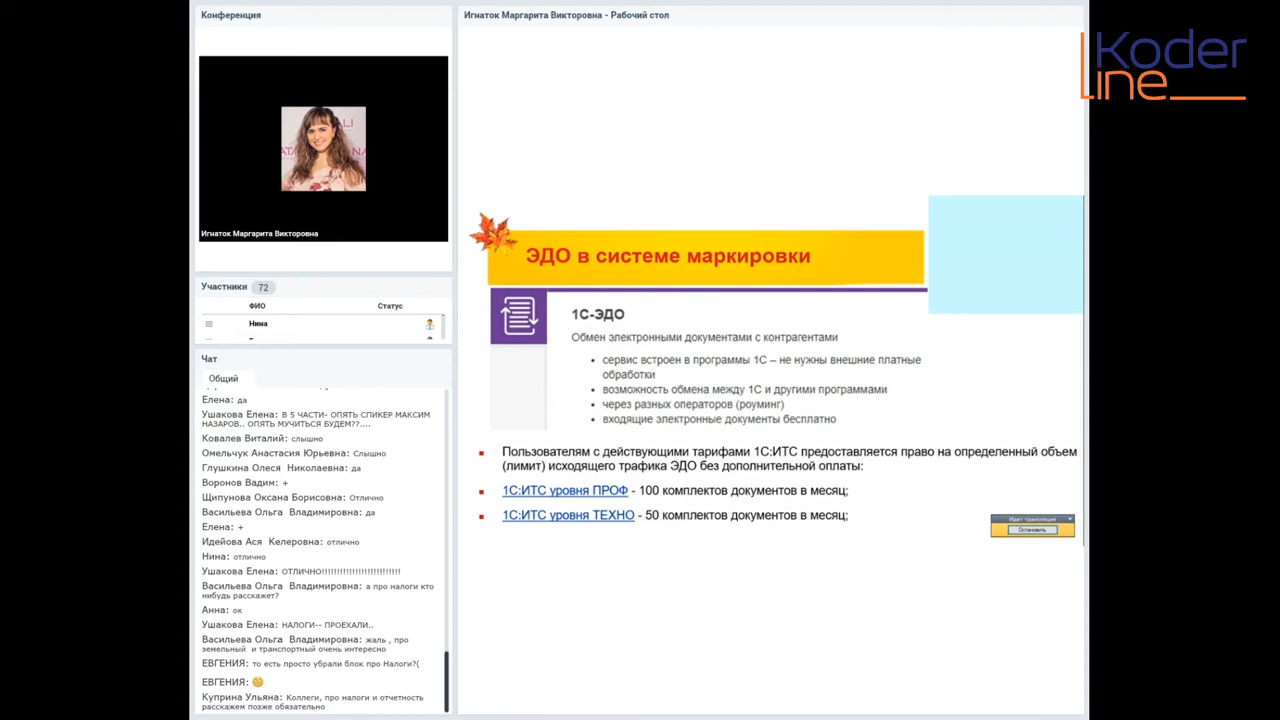 Конференция
Игнаток Маргарита Викторовна - Рабочий стол
Koder
Line
Игнаток Маргарита Викторовна
Участники 72
ФИО Статус
Нина
Чат
Общий
Елена: да
Ушакова Елена: В 5 ЧАСТИ- ОПЯТЬ СПИКЕР МАКСИМ
НАЗАРОВ.. ОПЯТЬ МУЧИТЬСЯ БУДЕМ??....
Ковалев Виталий: слышно
Омельчук Анастасия Юрьевна: Слышно
Глушкина Олеся Николаевна: да
Воронов Вадим: +
Щипунова Оксана Борисовна: Отлично
Васильева Ольга Владимировна: да
Елена: +
Идейова Ася Келеровна: отлично
Нина: отлично
Ушакова Елена: ОТЛИЧНО!!!!!!!!!!!!!!!!!!!!!!!!!!
Васильева Ольга Владимировна: а про налоги кто
нибудь расскажет?
Анна: ок
Ушакова Елена: НАЛОГИ-- ПРОЕХАЛИ..
Васильева Ольга Владимировна: жаль , про
земельный и транспортный очень интересно
ЕВГЕНИЯ: то есть просто убрали блок про Налоги?(
ЕВГЕНИЯ:
Куприна Ульяна: Коллеги, про налоги и отчетность
расскажем позже обязательно
ЭДО в системе маркировки
1С-ЭДО
Обмен электронными документами с контрагентами
• сервис встроен в программы 1С – не нужны внешние платные
обработки
• возможность обмена между 1С и другими программами
• через разных операторов (роуминг)
• входящие электронные документы бесплатно
Пользователям с действующими тарифами 1С:ИТС предоставляется право на определенный объем
(лимит) исходящего трафика ЭДО без дополнительной оплаты:
1С:ИТС уровня ПРОФ - 100 комплектов документов в месяц;
1С:ИТС уровня ТЕХНО - 50 комплектов документов в месяц;
Идет трансляция
Остановить